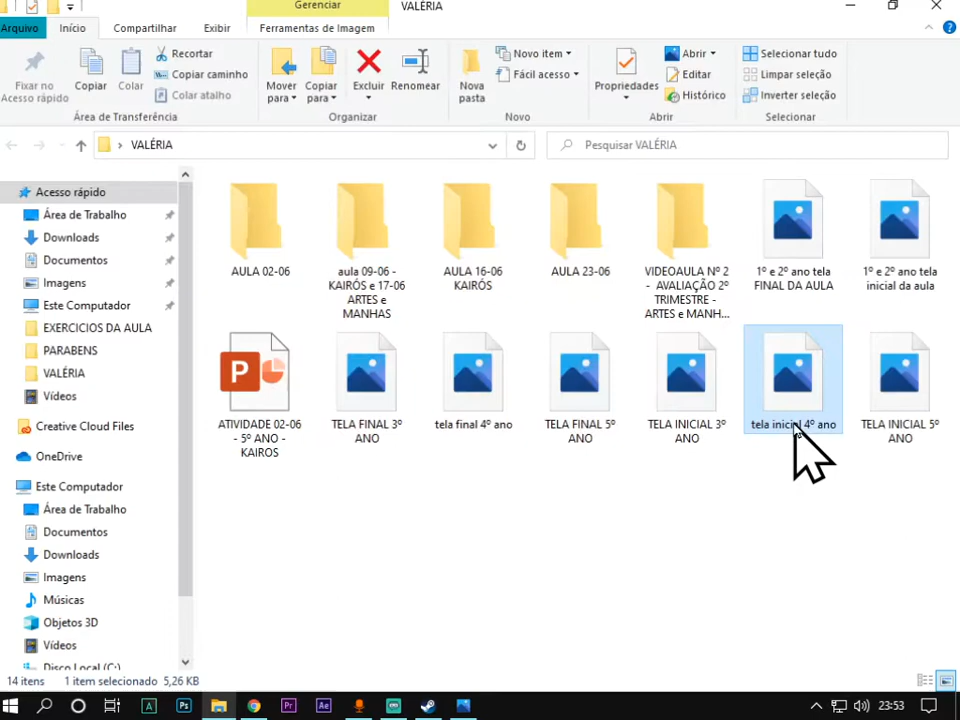 Gerenciar
VALÉRIA
Arquivo
Início
Compartilhar
Exibir
Ferramentas de Imagem
Fixar no
Acesso rápido
Copiar
Colar
Recortar
Copiar caminho
Colar atalho
Área de Transferência
Mover
para
Copiar
para
Excluir
Renomear
Organizar
Nova
pasta
Novo item
Fácil acesso
Novo
Propriedades
Abrir
Editar
Histórico
Abrir
Selecionar tudo
Limpar seleção
Inverter seleção
Selecionar
VALÉRIA
Pesquisar VALÉRIA
Acesso rápido
Área de Trabalho
Downloads
Documentos
Imagens
Este Computador
EXERCICIOS DA AULA
PARABENS
VALÉRIA
Vídeos
Creative Cloud Files
OneDrive
Este Computador
Área de Trabalho
Documentos
Downloads
Imagens
Músicas
Objetos 3D
Vídeos
Disco Local (C:)
AULA 02-06
aula 09-06 -
KAIRÓS e 17-06
ARTES e
MANHAS
AULA 16-06
KAIRÓS
AULA 23-06
VIDEOAULA Nº 2
- AVALIAÇÃO 2º
TRIMESTRE -
ARTES e MANH...
1º e 2º ano tela
FINAL DA AULA
1º e 2º ano tela
inicial da aula
P
ATIVIDADE 02-06
- 5º ANO -
KAIROS
TELA FINAL 3º
ANO
tela final 4º ano
TELA FINAL 5º
ANO
TELA INICIAL 3º
ANO
tela inicial 4º ano
TELA INICIAL 5º
ANO
14 itens
1 item selecionado 5,26 KB
A
Ps
Pr
Ae
23:53